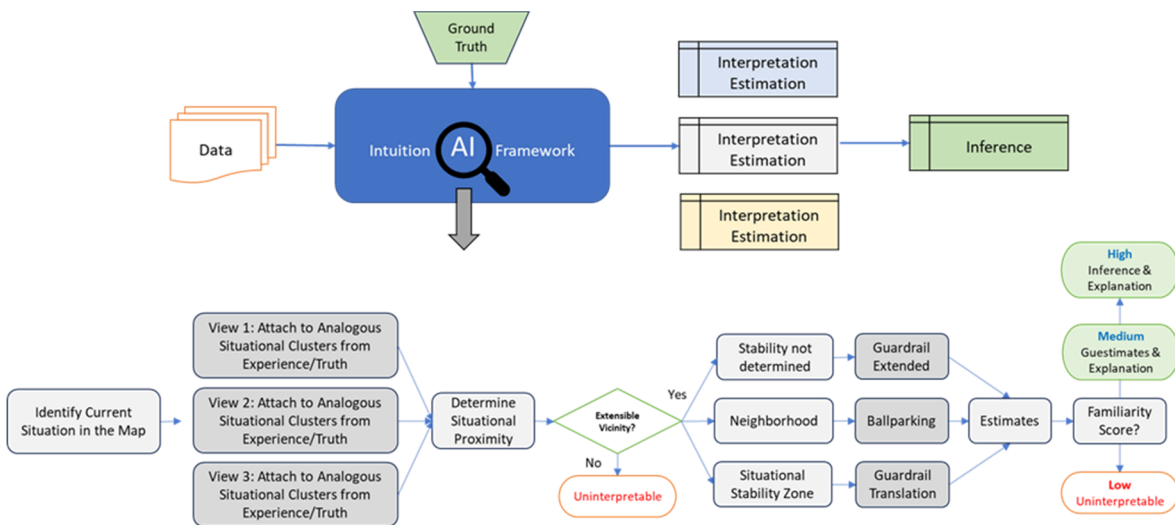 Ground
Truth
Data
Intuition AI Framework
Interpretation
Estimation
Interpretation
Estimation
Interpretation
Estimation
Inference
Identify Current
Situation in the Map
View 1: Attach to Analogous
Situational Clusters from
Experience/Truth
View 2: Attach to Analogous
Situational Clusters from
Experience/Truth
View 3: Attach to Analogous
Situational Clusters from
Experience/Truth
Determine
Situational
Proximity
Extensible
Vicinity?
Yes
No
Uninterpretable
Stability not
determined
Guardrail
Extended
Neighborhood
Ballparking
Situational
Stability Zone
Guardrail
Translation
Estimates
Familiarity
Score?
High
Inference &
Explanation
Medium
Guestimates &
Explanation
Low
Uninterpretable